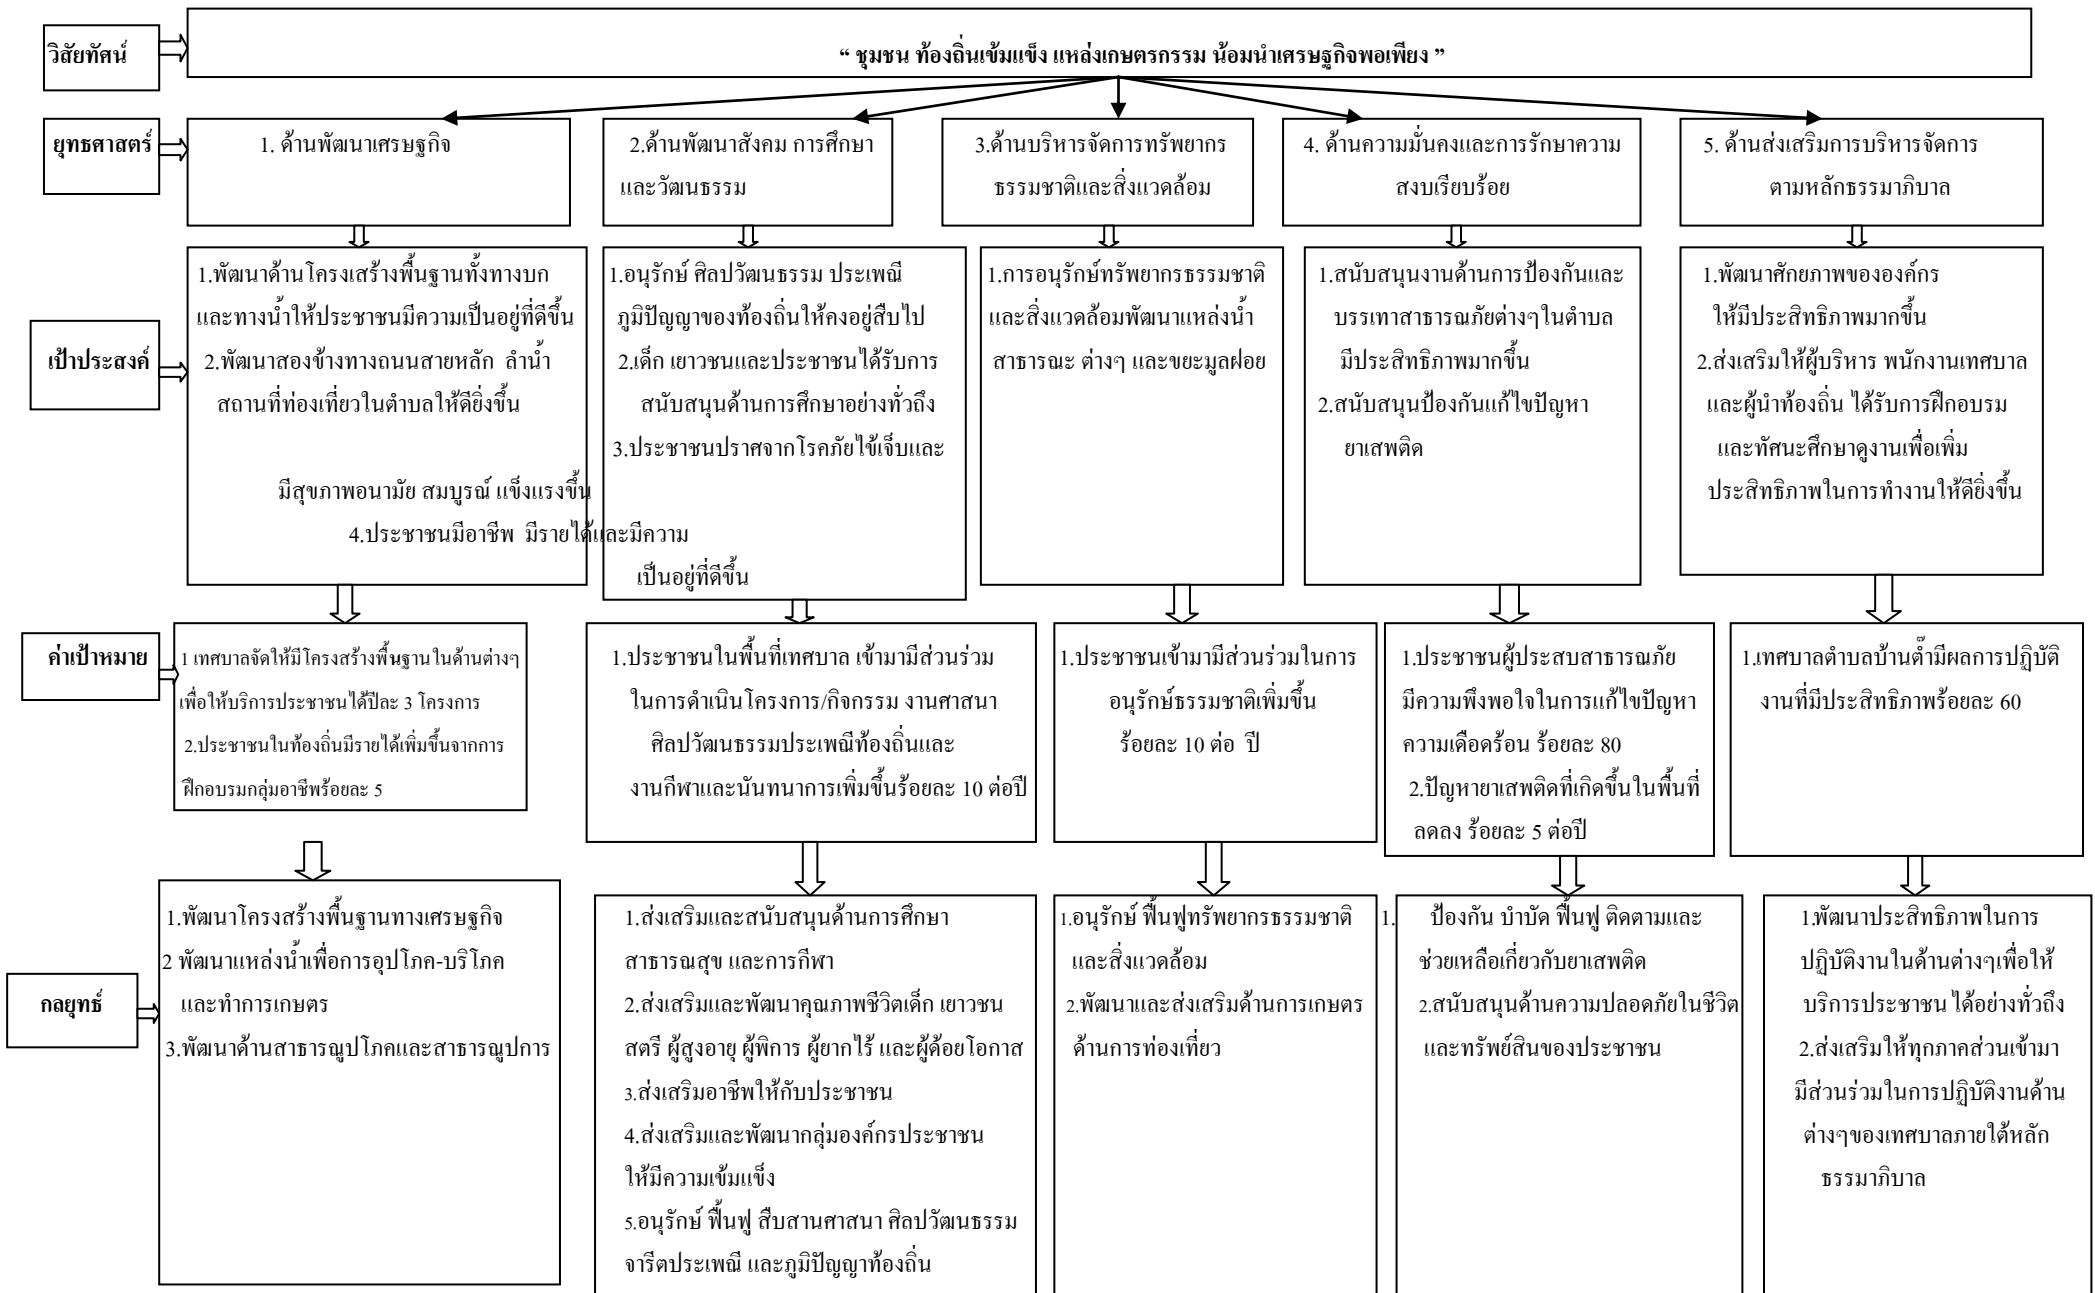 วิสัยทัศน์
“ ชุมชน ท้องถิ่นเข้มแข็ง แหล่งเกษตรกรรม น้อมนำเศรษฐกิจพอเพียง ”
ยุทธศาสตร์
1. ด้านพัฒนาเศรษฐกิจ
2.ด้านพัฒนาสังคม การศึกษา
และวัฒนธรรม
3.ด้านบริหารจัดการทรัพยากร
ธรรมชาติและสิ่งแวดล้อม
4. ด้านความมั่นคงและการรักษาความ
สงบเรียบร้อย
5. ด้านส่งเสริมการบริหารจัดการ
ตามหลักธรรมาภิบาล
เป้าประสงค์
1.พัฒนาด้านโครงเสร้างพื้นฐานทั้งทางบก
และทางน้ำให้ประชาชนมีความเป็นอยู่ที่ดีขึ้น
2.พัฒนาสองข้างทางถนนสายหลัก ลำน้ำ
สถานที่ท่องเที่ยวในตำบลให้ดียิ่งขึ้น
1.อนุรักษ์ ศิลปวัฒนธรรม ประเพณี
ภูมิปัญญาของท้องถิ่นให้คงอยู่สืบไป
2.เด็ก เยาวชนและประชาชนได้รับการ
สนับสนุนด้านการศึกษาอย่างทั่วถึง
3.ประชาชนปราศจากโรคภัยไข้เจ็บและ
มีสุขภาพอนามัย สมบูรณ์ แข็งแรงขึ้น
4.ประชาชนมีอาชีพ มีรายได้และมีความ
เป็นอยู่ที่ดีขึ้น
1.การอนุรักษ์ทรัพยากรธรรมชาติ
และสิ่งแวดล้อมพัฒนาแหล่งน้ำ
สาธารณะ ต่างๆ และขยะมูลฝอย
1.สนับสนุนงานด้านการป้องกันและ
บรรเทาสาธารณภัยต่างๆในตำบล
มีประสิทธิภาพมากขึ้น
2.สนับสนุนป้องกันแก้ไขปัญหา
ยาเสพติด
1.พัฒนาศักยภาพขององค์กร
ให้มีประสิทธิภาพมากขึ้น
2.ส่งเสริมให้ผู้บริหาร พนักงานเทศบาล
และผู้นำท้องถิ่น ได้รับการฝึกอบรม
และทัศนะศึกษาดูงานเพื่อเพิ่ม
ประสิทธิภาพในการทำงานให้ดียิ่งขึ้น
ค่าเป้าหมาย
1 เทศบาลจัดให้มีโครงสร้างพื้นฐานในด้านต่างๆ
เพื่อให้บริการประชาชนได้ปีละ 3 โครงการ
2.ประชาชนในท้องถิ่นมีรายได้เพิ่มขึ้นจากการ
ฝึกอบรมกลุ่มอาชีพร้อยละ 5
1.ประชาชนในพื้นที่เทศบาล เข้ามามีส่วนร่วม
ในการดำเนินโครงการ/กิจกรรม งานศาสนา
ศิลปวัฒนธรรมประเพณีท้องถิ่นและ
งานกีฬาและนันทนาการเพิ่มขึ้นร้อยละ 10 ต่อปี
1.ประชาชนเข้ามามีส่วนร่วมในการ
อนุรักษ์ธรรมชาติเพิ่มขึ้น
ร้อยละ 10 ต่อ ปี
1.ประชาชนผู้ประสบสาธารณภัย
มีความพึงพอใจในการแก้ไขปัญหา
ความเดือดร้อน ร้อยละ 80
2.ปัญหายาเสพติดที่เกิดขึ้นในพื้นที่
ลดลง ร้อยละ 5 ต่อปี
1.เทศบาลตำบลบ้านต๊ำมีผลการปฏิบัติ
งานที่มีประสิทธิภาพร้อยละ 60
กลยุทธ์
1.พัฒนาโครงสร้างพื้นฐานทางเศรษฐกิจ
2 พัฒนาแหล่งน้ำเพื่อการอุปโภค-บริโภค
และทำการเกษตร
3.พัฒนาด้านสาธารณูปโภคและสาธารณูปการ
1.ส่งเสริมและสนับสนุนด้านการศึกษา
สาธารณสุข และการกีฬา
2.ส่งเสริมและพัฒนาคุณภาพชีวิตเด็ก เยาวชน
สตรี ผู้สูงอายุ ผู้พิการ ผู้ยากไร้ และผู้ด้อยโอกาส
3.ส่งเสริมอาชีพให้กับประชาชน
4.ส่งเสริมและพัฒนากลุ่มองค์กรประชาชน
ให้มีความเข้มแข็ง
5.อนุรักษ์ ฟื้นฟู สืบสานศาสนา ศิลปวัฒนธรรม
จารีตประเพณี และภูมิปัญญาท้องถิ่น
1.อนุรักษ์ ฟื้นฟูทรัพยากรธรรมชาติ
และสิ่งแวดล้อม
2.พัฒนาและส่งเสริมด้านการเกษตร
ด้านการท่องเที่ยว
1. ป้องกัน บำบัด ฟื้นฟู ติดตามและ
ช่วยเหลือเกี่ยวกับยาเสพติด
2.สนับสนุนด้านความปลอดภัยในชีวิต
และทรัพย์สินของประชาชน
1.พัฒนาประสิทธิภาพในการ
ปฏิบัติงานในด้านต่างๆเพื่อให้
บริการประชาชน ได้อย่างทั่วถึง
2.ส่งเสริมให้ทุกภาคส่วนเข้ามา
มีส่วนร่วมในการปฏิบัติงานด้าน
ต่างๆของเทศบาลภายใต้หลัก
ธรรมาภิบาล